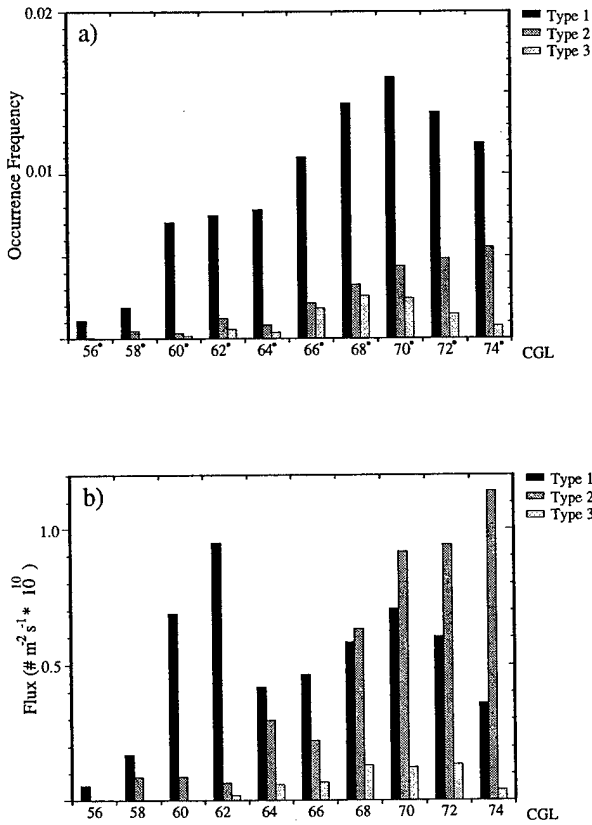 0.02
a)
Type 1
Type 2
Type 3
0.01
Occurrence Frequency
56° 58° 60° 62° 64° 66° 68° 70° 72° 74° CGL
b)
Type 1
Type 2
Type 3
1.0
0.5
Flux (# m⁻² s⁻¹ * 10¹⁰)
56 58 60 62 64 66 68 70 72 74 CGL